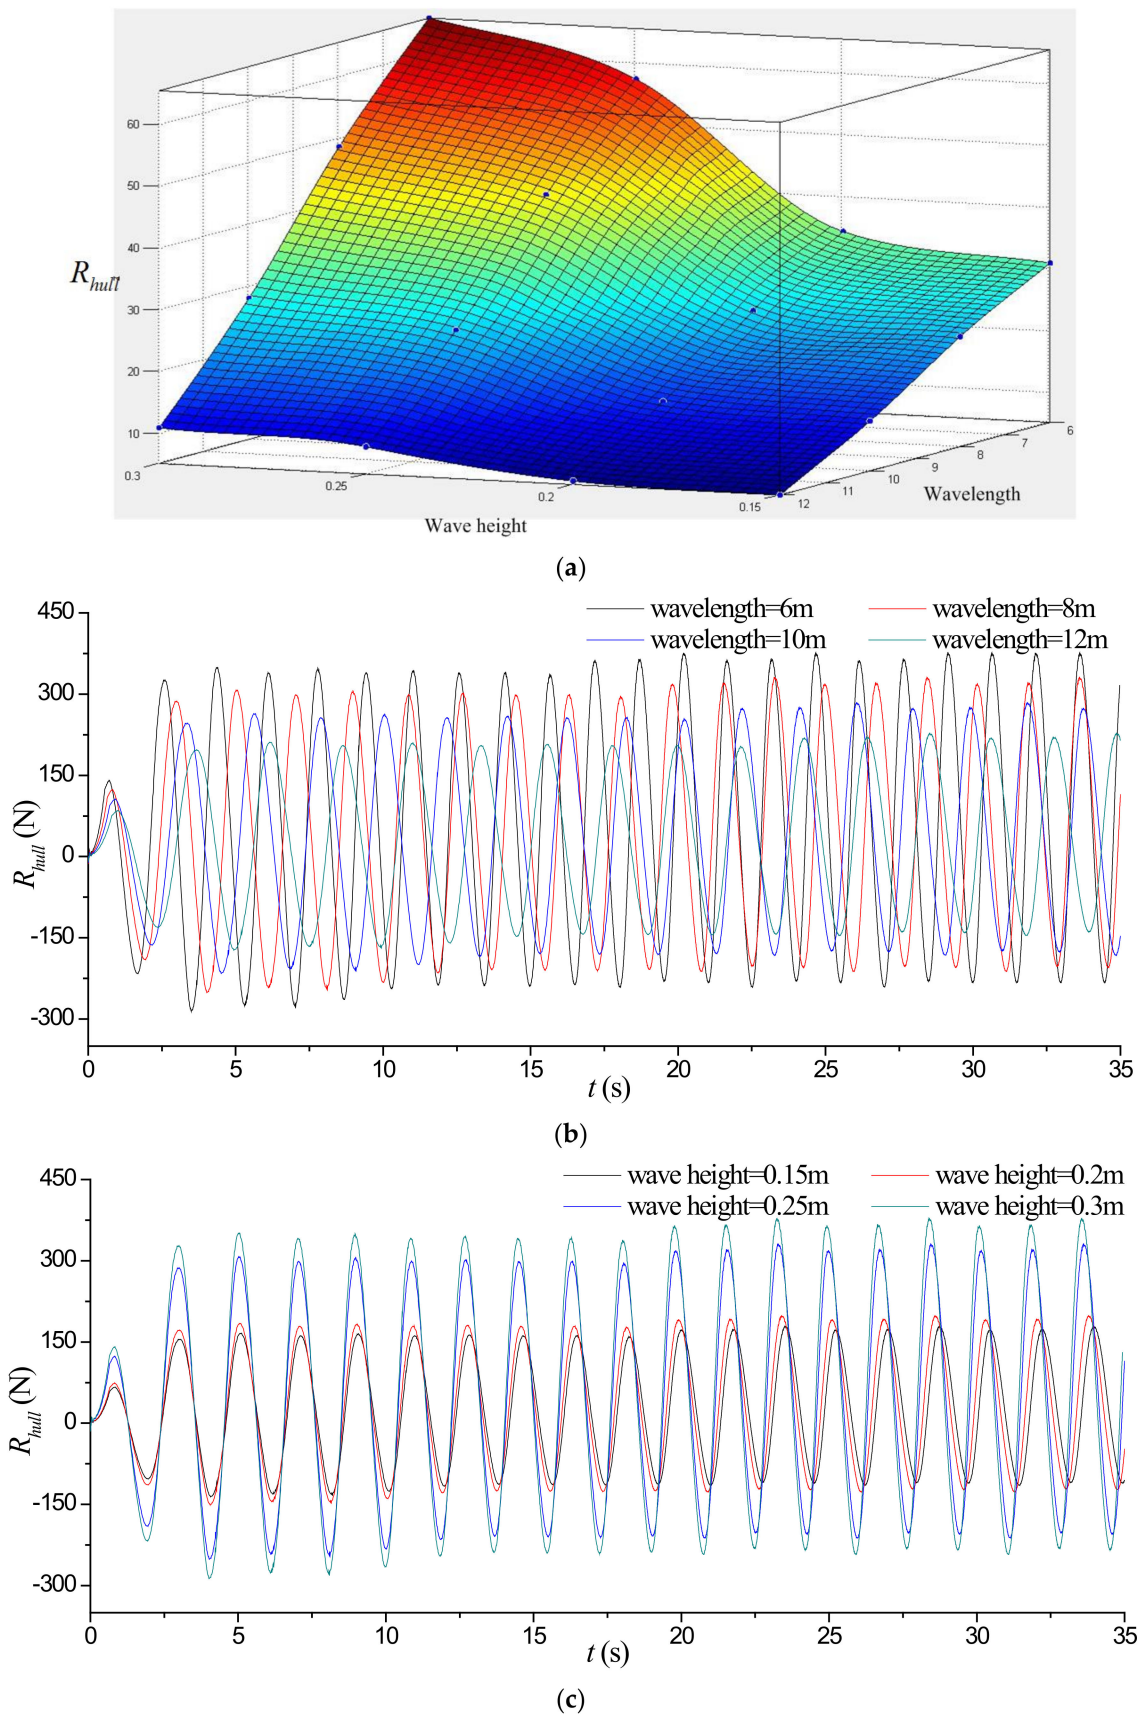 60
50
40
R hull
30
20
10
0.3
0.25
0.2
0.15
12
11
10
9
8
7
6
Wavelength
Wave height
(a)
wavelength=6m wavelength=8m
wavelength=10m wavelength=12m
450
300
150
0
-150
-300
R hull (N)
0 5 10 15 20 25 30 35
t (s)
(b)
wave height=0.15m wave height=0.2m
wave height=0.25m wave height=0.3m
450
300
150
0
-150
-300
R hull (N)
0 5 10 15 20 25 30 35
t (s)
(c)